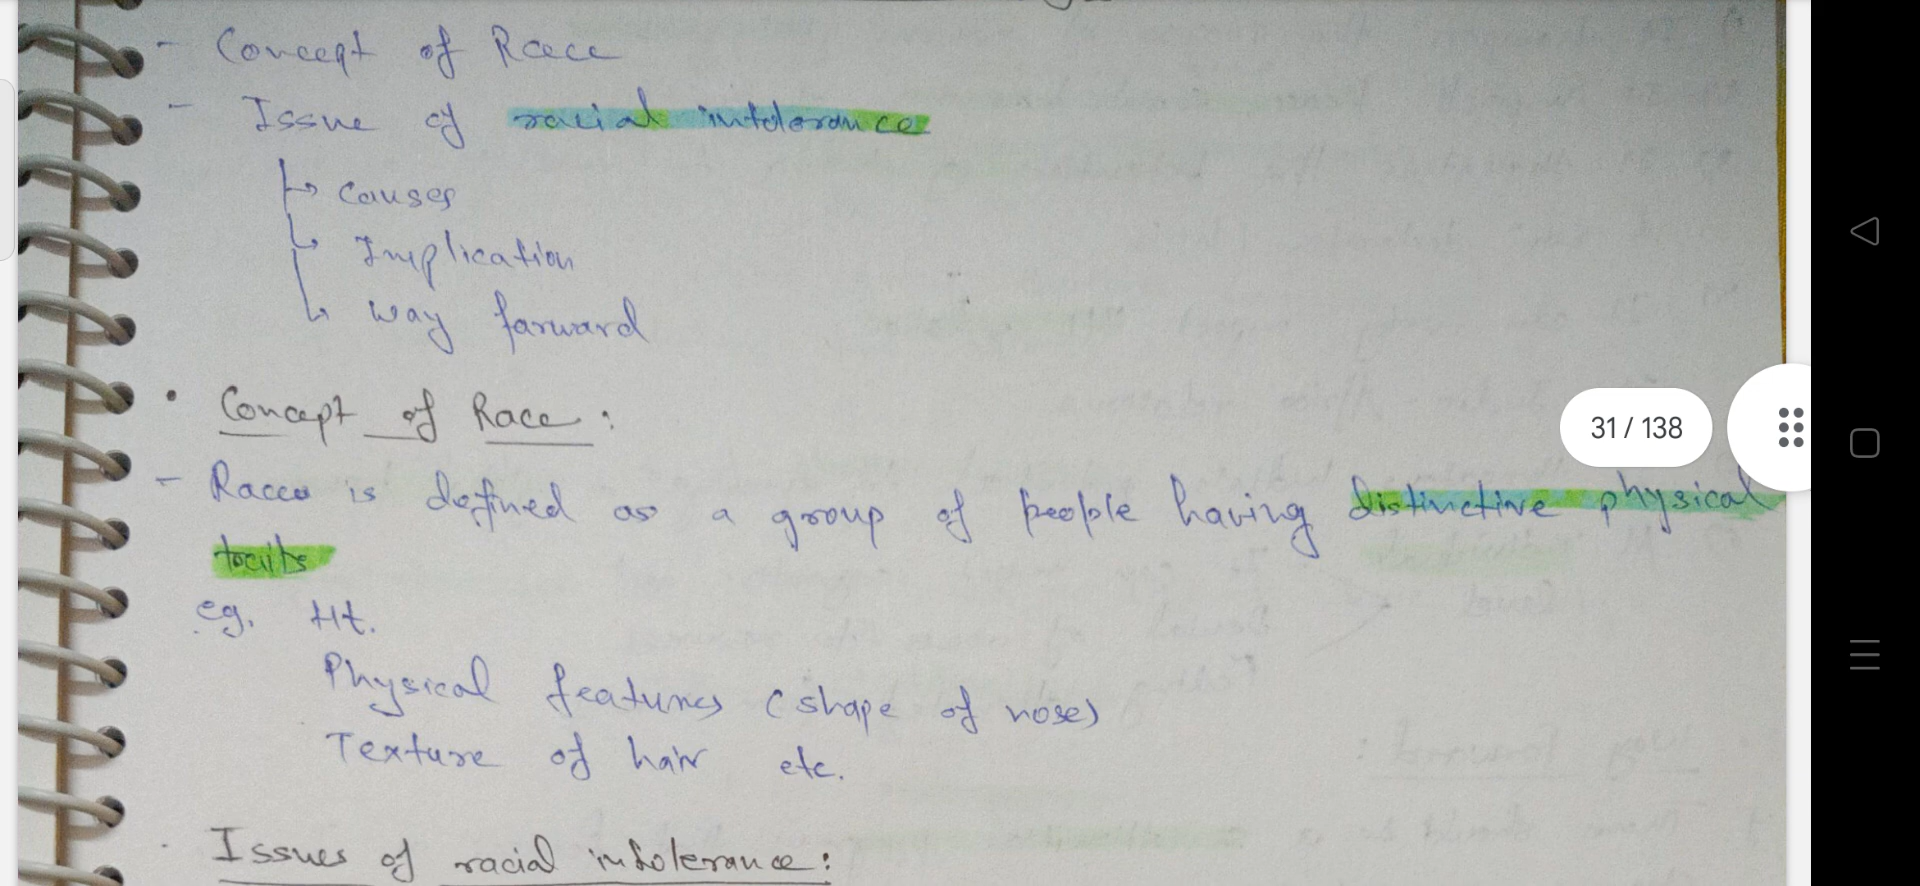 - Concept of Race
- Issue of racial intolerance
↳ Causes
↳ Implication
↳ Way forward
• Concept of Race :
- Race is defined as a group of people having distinctive physical
traits
31 / 138
eg. Ht.
Physical features (shape of nose)
Texture of hair etc.
· Issues of racial intolerance :